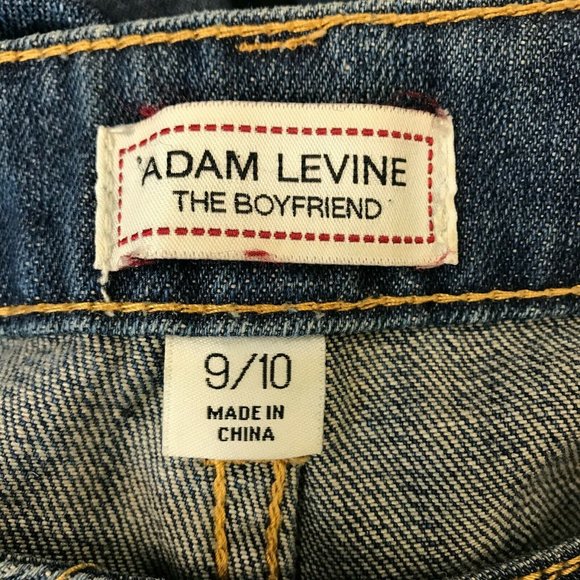 ADAM LEVINE
THE BOYFRIEND
9/10
MADE IN
CHINA